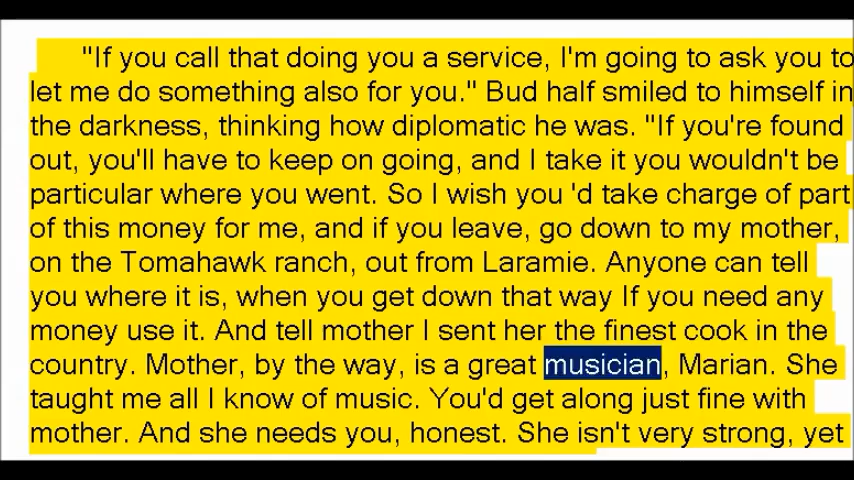 "If you call that doing you a service, I'm going to ask you to
let me do something also for you." Bud half smiled to himself in
the darkness, thinking how diplomatic he was. "If you're found
out, you'll have to keep on going, and I take it you wouldn't be
particular where you went. So I wish you 'd take charge of part
of this money for me, and if you leave, go down to my mother,
on the Tomahawk ranch, out from Laramie. Anyone can tell
you where it is, when you get down that way If you need any
money use it. And tell mother I sent her the finest cook in the
country. Mother, by the way, is a great musician, Marian. She
taught me all I know of music. You'd get along just fine with
mother. And she needs you, honest. She isn't very strong, yet